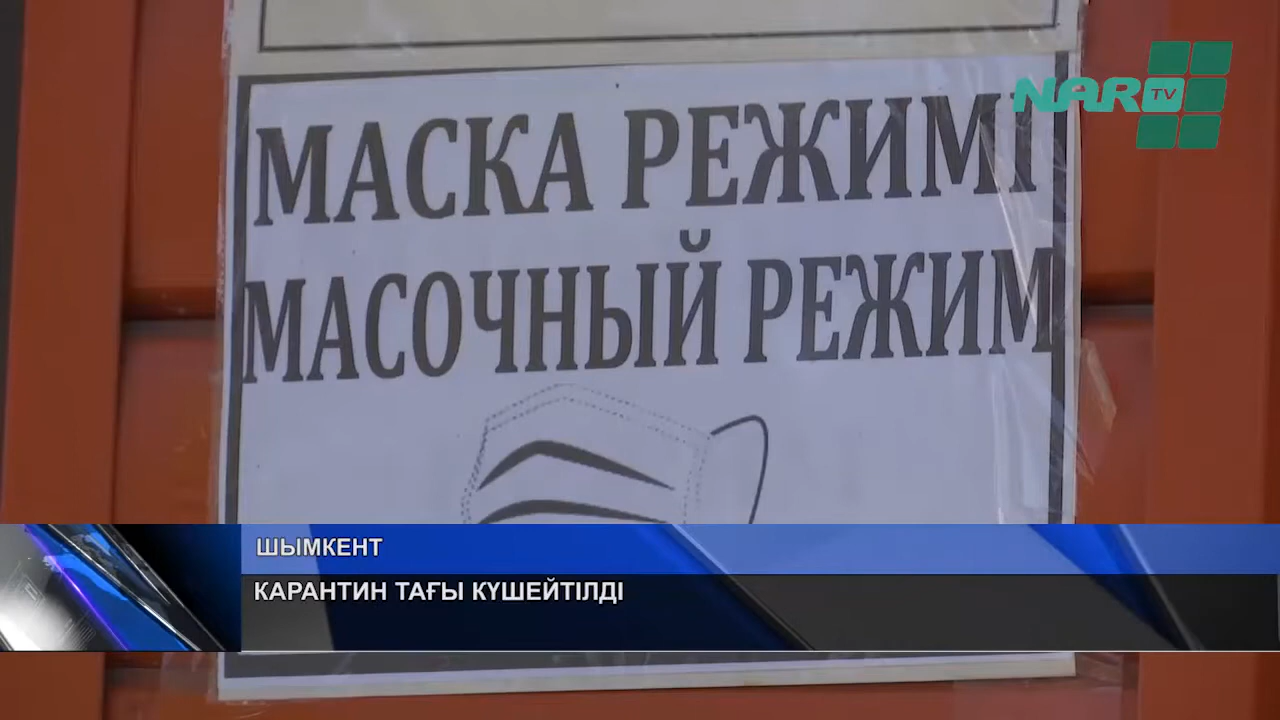 NAR TV
МАСКА РЕЖИМІ
МАСОЧНЫЙ РЕЖИМ
ШЫМКЕНТ
КАРАНТИН ТАҒЫ КҮШЕЙТІЛДІ